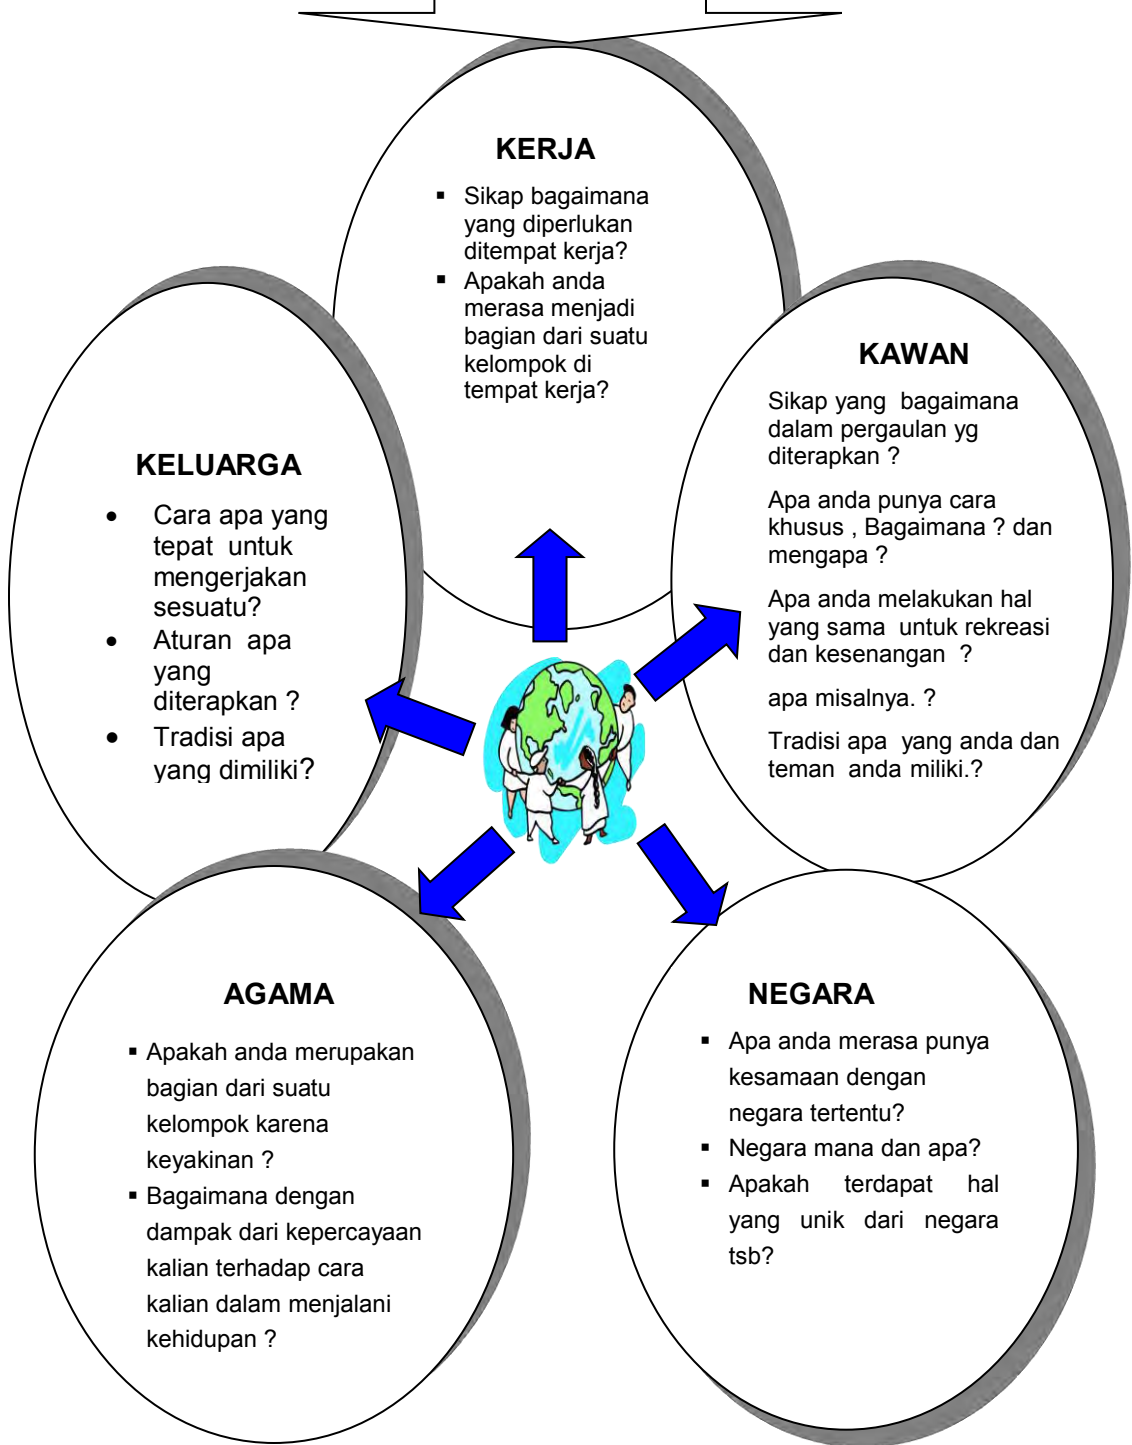 KERJA
▪ Sikap bagaimana
yang diperlukan
ditempat kerja?
▪ Apakah anda
merasa menjadi
bagian dari suatu
kelompok di
tempat kerja?
KAWAN
Sikap yang bagaimana
dalam pergaulan yg
diterapkan ?
Apa anda punya cara
khusus , Bagaimana ? dan
mengapa ?
Apa anda melakukan hal
yang sama untuk rekreasi
dan kesenangan ?
apa misalnya. ?
Tradisi apa yang anda dan
teman anda miliki.?
KELUARGA
• Cara apa yang
tepat untuk
mengerjakan
sesuatu?
• Aturan apa
yang
diterapkan ?
• Tradisi apa
yang dimiliki?
AGAMA
▪ Apakah anda merupakan
bagian dari suatu
kelompok karena
keyakinan ?
▪ Bagaimana dengan
dampak dari kepercayaan
kalian terhadap cara
kalian dalam menjalani
kehidupan ?
NEGARA
▪ Apa anda merasa punya
kesamaan dengan
negara tertentu?
▪ Negara mana dan apa?
▪ Apakah terdapat hal
yang unik dari negara
tsb?